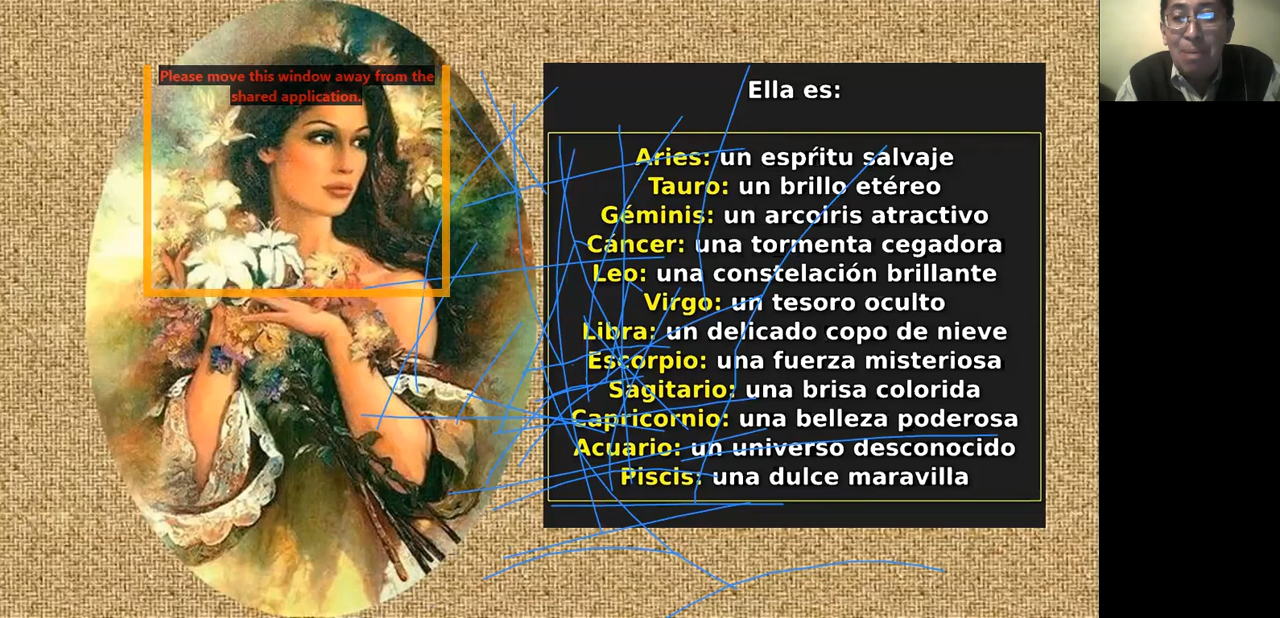 Please move this window away from the
shared application.
Ella es:
Aries: un espŕitu salvaje
Tauro: un brillo etéreo
Géminis: un arcoiris atractivo
Cáncer: una tormenta cegadora
Leo: una constelación brillante
Virgo: un tesoro oculto
Libra: un delicado copo de nieve
Escorpio: una fuerza misteriosa
Sagitario: una brisa colorida
Capricornio: una belleza poderosa
Acuario: un universo desconocido
Piscis: una dulce maravilla